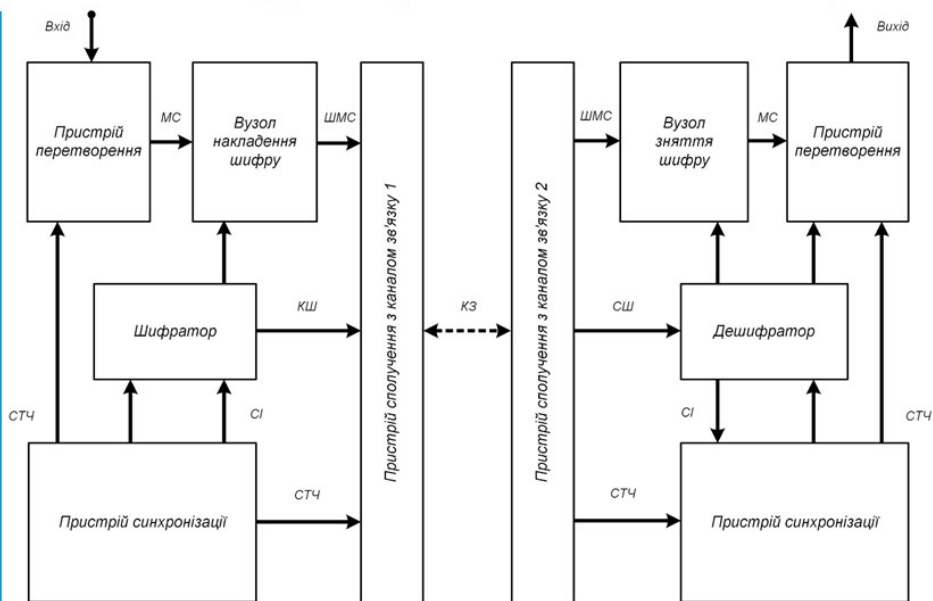 Вхід
Вихід
Пристрій
перетворення
МС
Вузол
накладення
шифру
ШМС
Пристрій сполучення з каналом зв'язку 1
Пристрій сполучення з каналом зв'язку 2
ШМС
Вузол
зняття
шифру
МС
Пристрій
перетворення
Шифратор
КШ
КЗ
СШ
Дешифратор
СТЧ
СІ
СІ
СТЧ
Пристрій синхронізації
СТЧ
СТЧ
Пристрій синхронізації